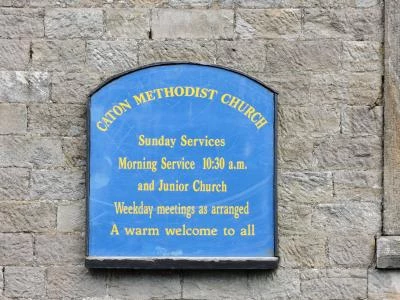 CATON METHODIST CHURCH
Sunday Services
Morning Service 10:30 a.m.
and Junior Church
Weekday meetings as arranged
A warm welcome to all